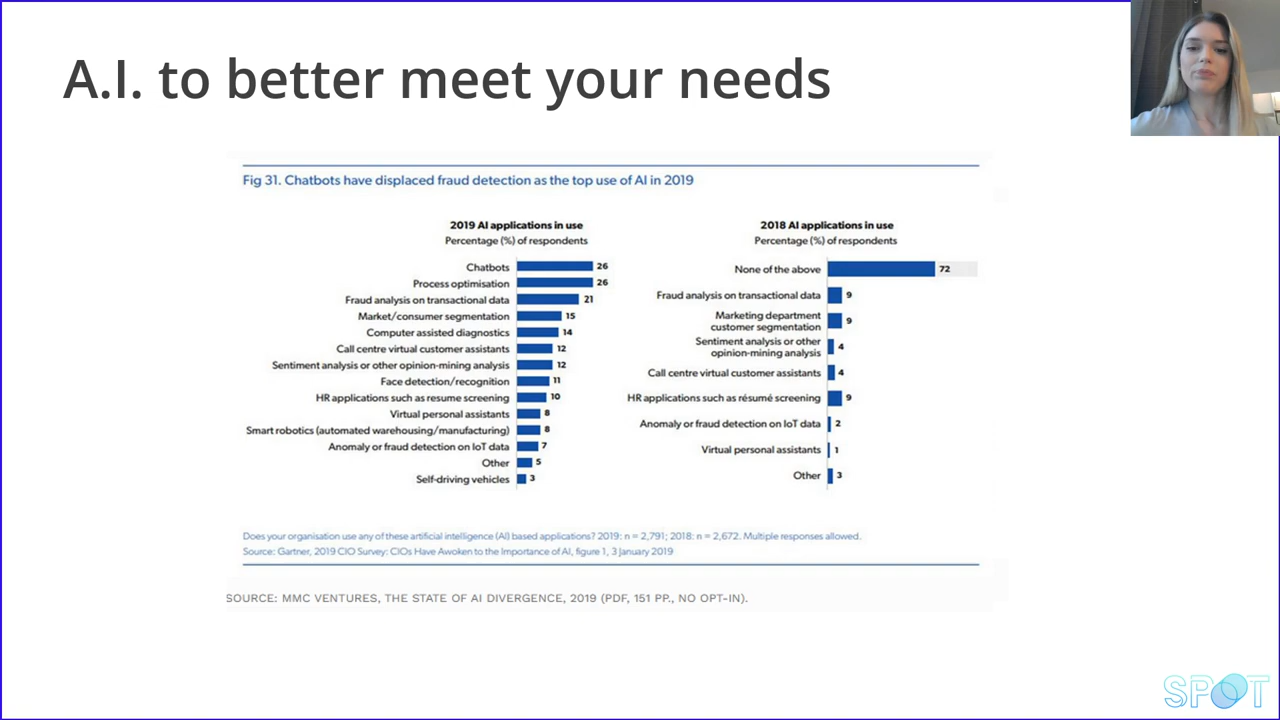 A.I. to better meet your needs
Fig 31. Chatbots have displaced fraud detection as the top use of AI in 2019
2019 AI applications in use
Percentage (%) of respondents
Chatbots 26
Process optimisation 26
Fraud analysis on transactional data 21
Market/consumer segmentation 15
Computer assisted diagnostics 14
Call centre virtual customer assistants 12
Sentiment analysis or other opinion-mining analysis 12
Face detection/recognition 11
HR applications such as resume screening 10
Virtual personal assistants 8
Smart robotics (automated warehousing/manufacturing) 8
Anomaly or fraud detection on IoT data 7
Other 5
Self-driving vehicles 3
2018 AI applications in use
Percentage (%) of respondents
None of the above 72
Fraud analysis on transactional data 9
Marketing department
customer segmentation 9
Sentiment analysis or other
opinion-mining analysis 4
Call centre virtual customer assistants 4
HR applications such as résumé screening 9
Anomaly or fraud detection on IoT data 2
Virtual personal assistants 1
Other 3
Does your organisation use any of these artificial intelligence (AI) based applications? 2019: n = 2,791; 2018: n = 2,672. Multiple responses allowed.
Source: Gartner, 2019 CIO Survey: CIOs Have Awoken to the Importance of AI, figure 1, 3 January 2019
SOURCE: MMC VENTURES, THE STATE OF AI DIVERGENCE, 2019 (PDF, 151 PP., NO OPT-IN).
SPOT